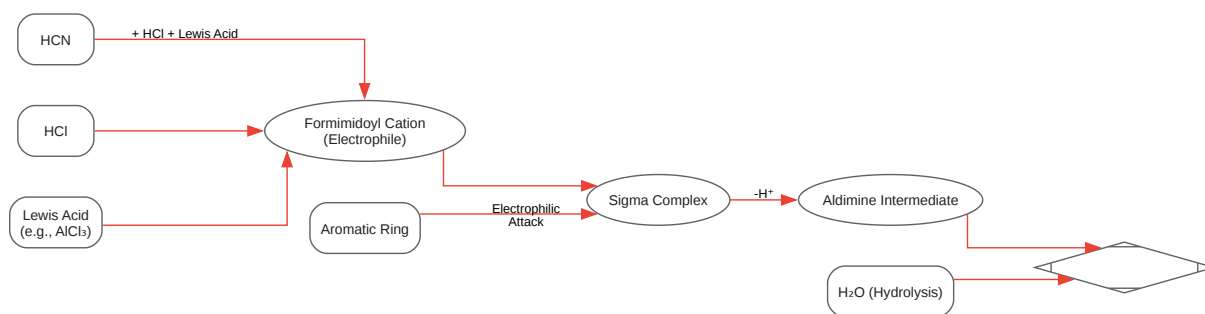 HCN
+ HCl + Lewis Acid
HCl
Formimidoyl Cation
(Electrophile)
Lewis Acid
(e.g., AlCl₃)
Aromatic Ring
Electrophilic
Attack
Sigma Complex
-H⁺
Aldimine Intermediate
H₂O (Hydrolysis)